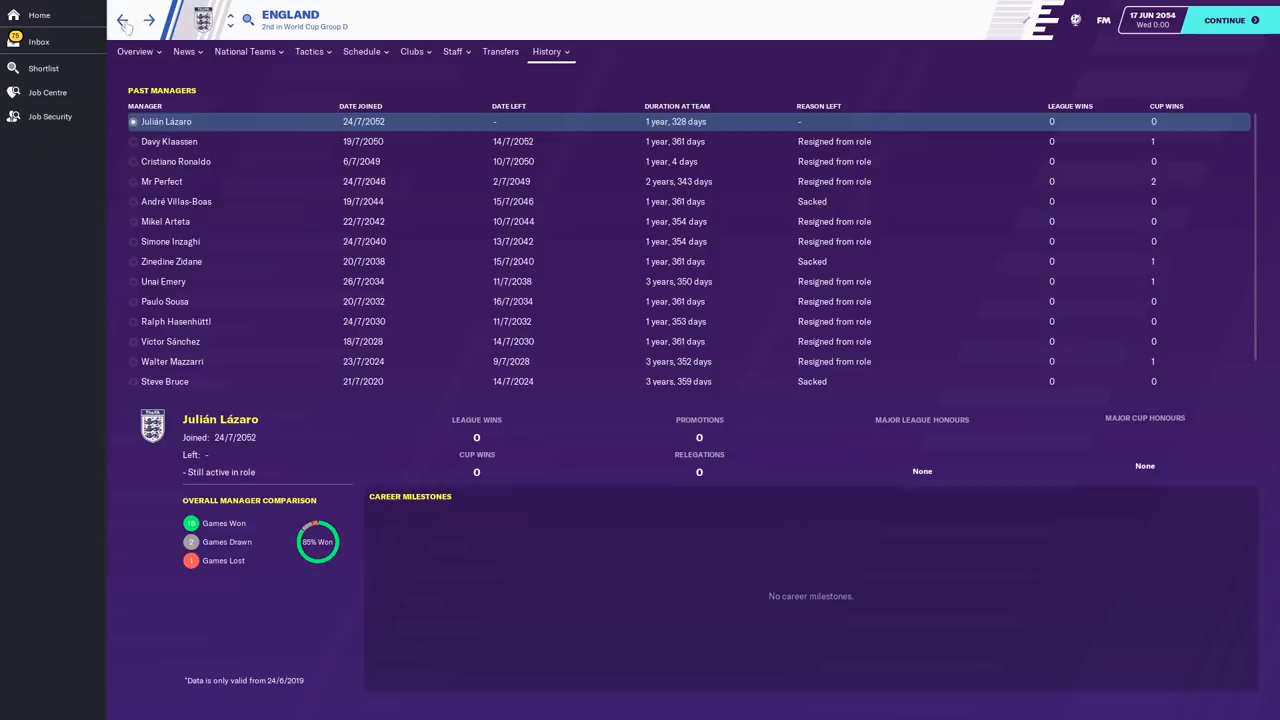 Home
75
Inbox
Shortlist
Job Centre
Job Security
ENGLAND
2nd in World Cup Group D
FM
17 JUN 2054
Wed 0:00
CONTINUE
Overview News National Teams Tactics Schedule Clubs Staff Transfers History
PAST MANAGERS
MANAGER DATE JOINED DATE LEFT DURATION AT TEAM REASON LEFT LEAGUE WINS CUP WINS
Julián Lázaro 24/7/2052 - 1 year, 328 days - 0 0
Davy Klaassen 19/7/2050 14/7/2052 1 year, 361 days Resigned from role 0 1
Cristiano Ronaldo 6/7/2049 10/7/2050 1 year, 4 days Resigned from role 0 0
Mr Perfect 24/7/2046 2/7/2049 2 years, 343 days Resigned from role 0 2
André Villas-Boas 19/7/2044 15/7/2046 1 year, 361 days Sacked 0 0
Mikel Arteta 22/7/2042 10/7/2044 1 year, 354 days Resigned from role 0 0
Simone Inzaghi 24/7/2040 13/7/2042 1 year, 354 days Resigned from role 0 0
Zinedine Zidane 20/7/2038 15/7/2040 1 year, 361 days Sacked 0 1
Unai Emery 26/7/2034 11/7/2038 3 years, 350 days Resigned from role 0 1
Paulo Sousa 20/7/2032 16/7/2034 1 year, 361 days Resigned from role 0 0
Ralph Hasenhüttl 24/7/2030 11/7/2032 1 year, 353 days Resigned from role 0 0
Víctor Sánchez 18/7/2028 14/7/2030 1 year, 361 days Resigned from role 0 0
Walter Mazzarri 23/7/2024 9/7/2028 3 years, 352 days Resigned from role 0 1
Steve Bruce 21/7/2020 14/7/2024 3 years, 359 days Sacked 0 0
Julián Lázaro
Joined: 24/7/2052
Left: -
- Still active in role
LEAGUE WINS
0
CUP WINS
0
PROMOTIONS
0
RELEGATIONS
0
MAJOR LEAGUE HONOURS
None
MAJOR CUP HONOURS
None
OVERALL MANAGER COMPARISON
18 Games Won
2 Games Drawn
1 Games Lost
85% Won
CAREER MILESTONES
No career milestones.
*Data is only valid from 24/6/2019